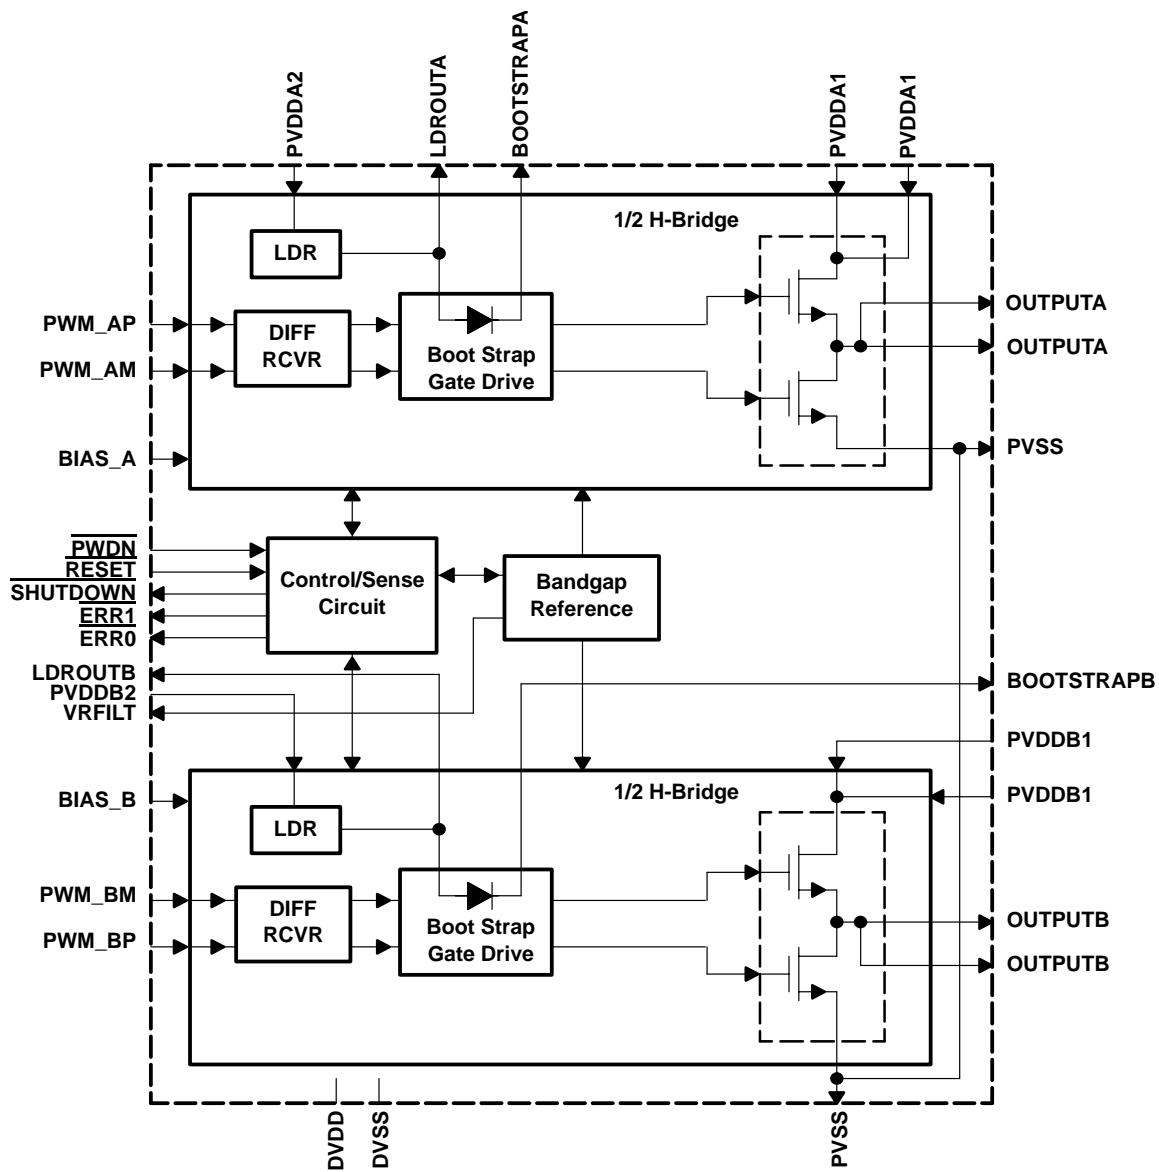 PVDDA2
LDROUTA
BOOTSTRAPA
PVDDA1
PVDDA1
1/2 H-Bridge
LDR
PWM_AP
PWM_AM
DIFF
RCVR
Boot Strap
Gate Drive
OUTPUTA
OUTPUTA
BIAS_A
PVSS
PWDN
RESET
SHUTDOWN
ERR1
ERR0
Control/Sense
Circuit
Bandgap
Reference
LDROUTB
PVDDB2
VRFILT
BOOTSTRAPB
PVDDB1
PVDDB1
BIAS_B
1/2 H-Bridge
LDR
PWM_BM
PWM_BP
DIFF
RCVR
Boot Strap
Gate Drive
OUTPUTB
OUTPUTB
DVDD
DVSS
PVSS